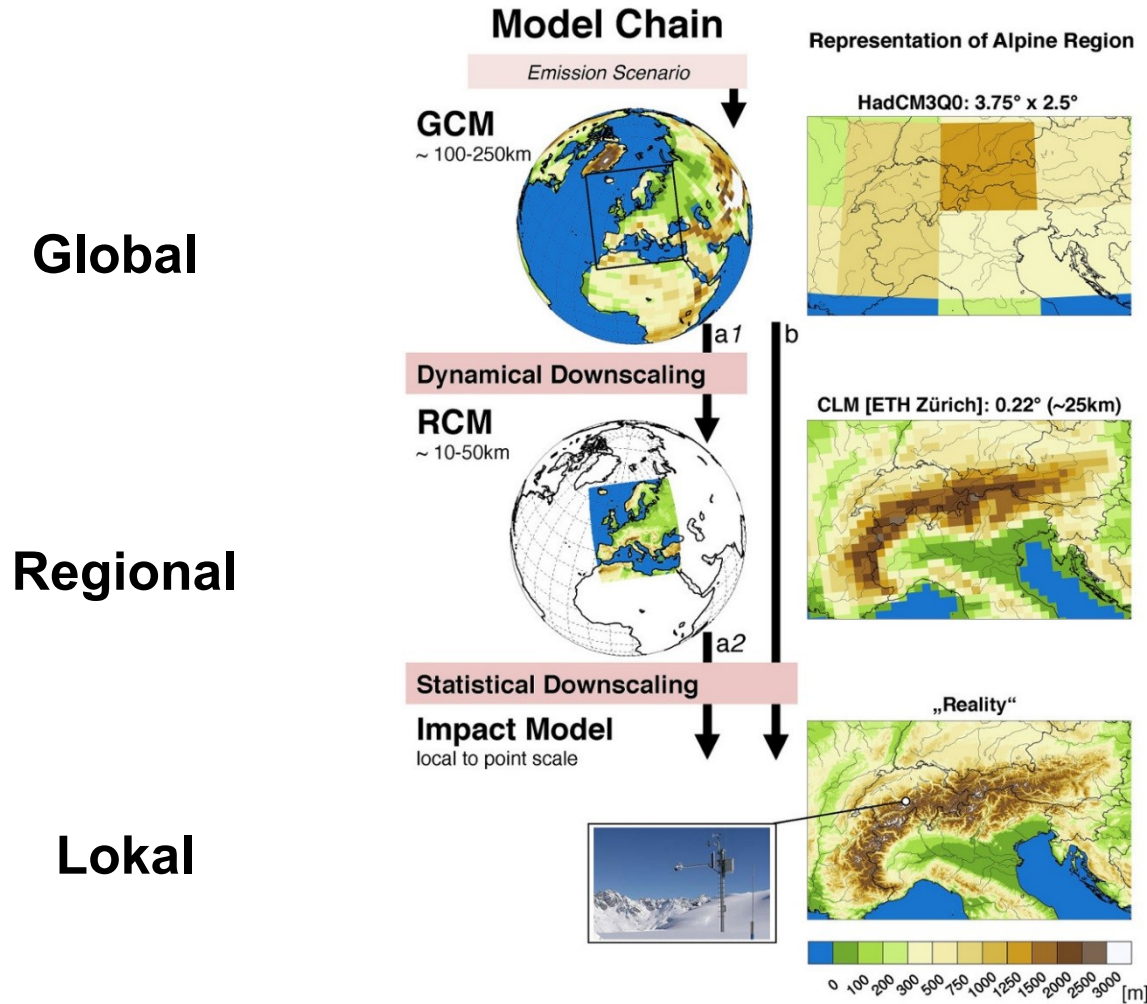 Model Chain
Representation of Alpine Region
Emission Scenario
HadCM3Q0: 3.75° x 2.5°
GCM
~ 100-250km
Global
a1
b
Dynamical Downscaling
CLM [ETH Zürich]: 0.22° (~25km)
RCM
~ 10-50km
Regional
a2
Statistical Downscaling
„Reality“
Impact Model
local to point scale
Lokal
0 100 200 300 500 750 1000 1250 1500 2000 2500 3000 [m]